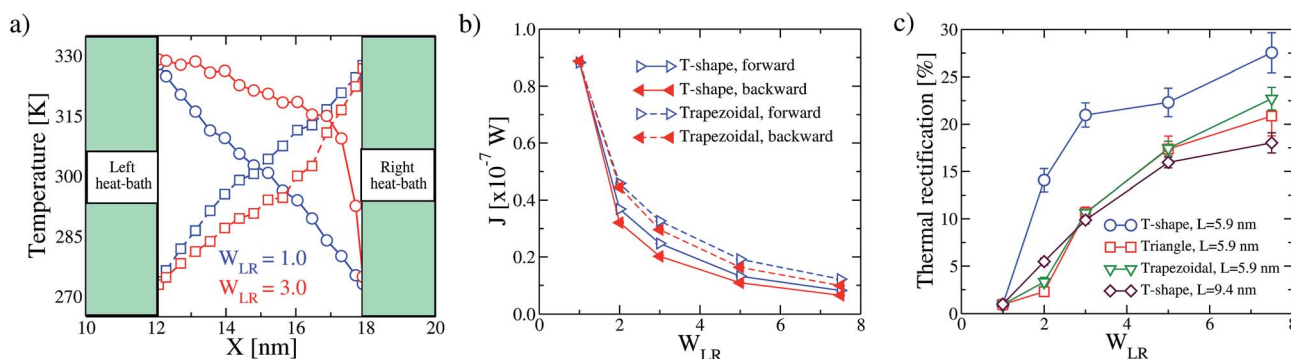 a)
Temperature [K]
330
315
300
285
270
Left
heat-bath
Right
heat-bath
W_LR = 1.0
W_LR = 3.0
10 12 14 16 18 20
X [nm]
b)
J [x10^-7 W]
1
0.8
0.6
0.4
0.2
0
T-shape, forward
T-shape, backward
Trapezoidal, forward
Trapezoidal, backward
0 2 4 6 8
W_LR
c)
Thermal rectification [%]
30
25
20
15
10
5
0
T-shape, L=5.9 nm
Triangle, L=5.9 nm
Trapezoidal, L=5.9 nm
T-shape, L=9.4 nm
0 2 4 6 8
W_LR